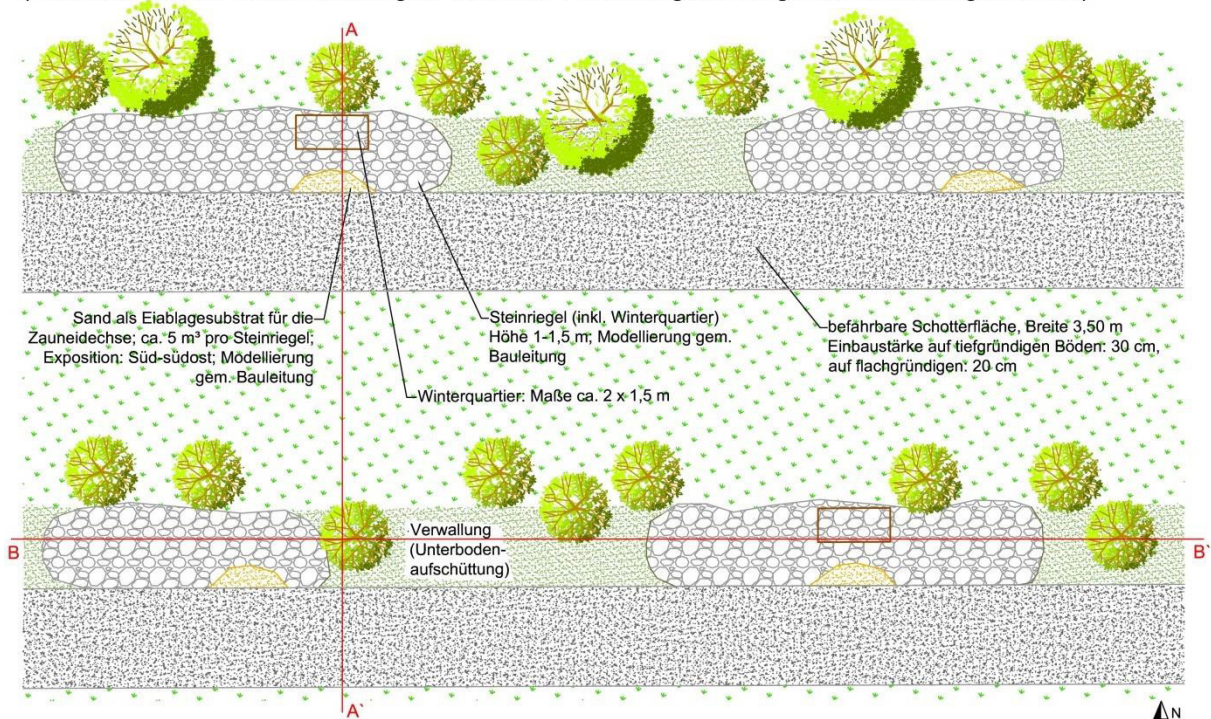 A
Sand als Eiablagesubstrat für die
Zauneidechse; ca. 5 m³ pro Steinriegel;
Exposition: Süd-südost; Modellierung
gem. Bauleitung
Steinriegel (inkl, Winterquartier)
Höhe 1-1,5 m; Modellierung gem.
Bauleitung
Winterquartier: Maße ca. 2 x 1,5 m
befahrbare Schotterfläche, Breite 3,50 m
Einbaustärke auf tiefgründigen Böden: 30 cm,
auf flachgründigen: 20 cm
Verwallung
(Unterboden-
aufschüttung)
B
B`
A`
N